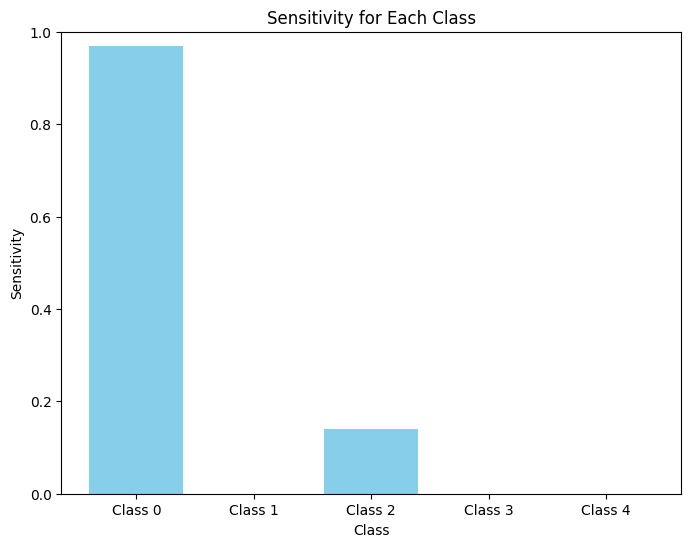 Sensitivity for Each Class
1.0
0.8
0.6
0.4
0.2
0.0
Sensitivity
Class 0
Class 1
Class 2
Class 3
Class 4
Class